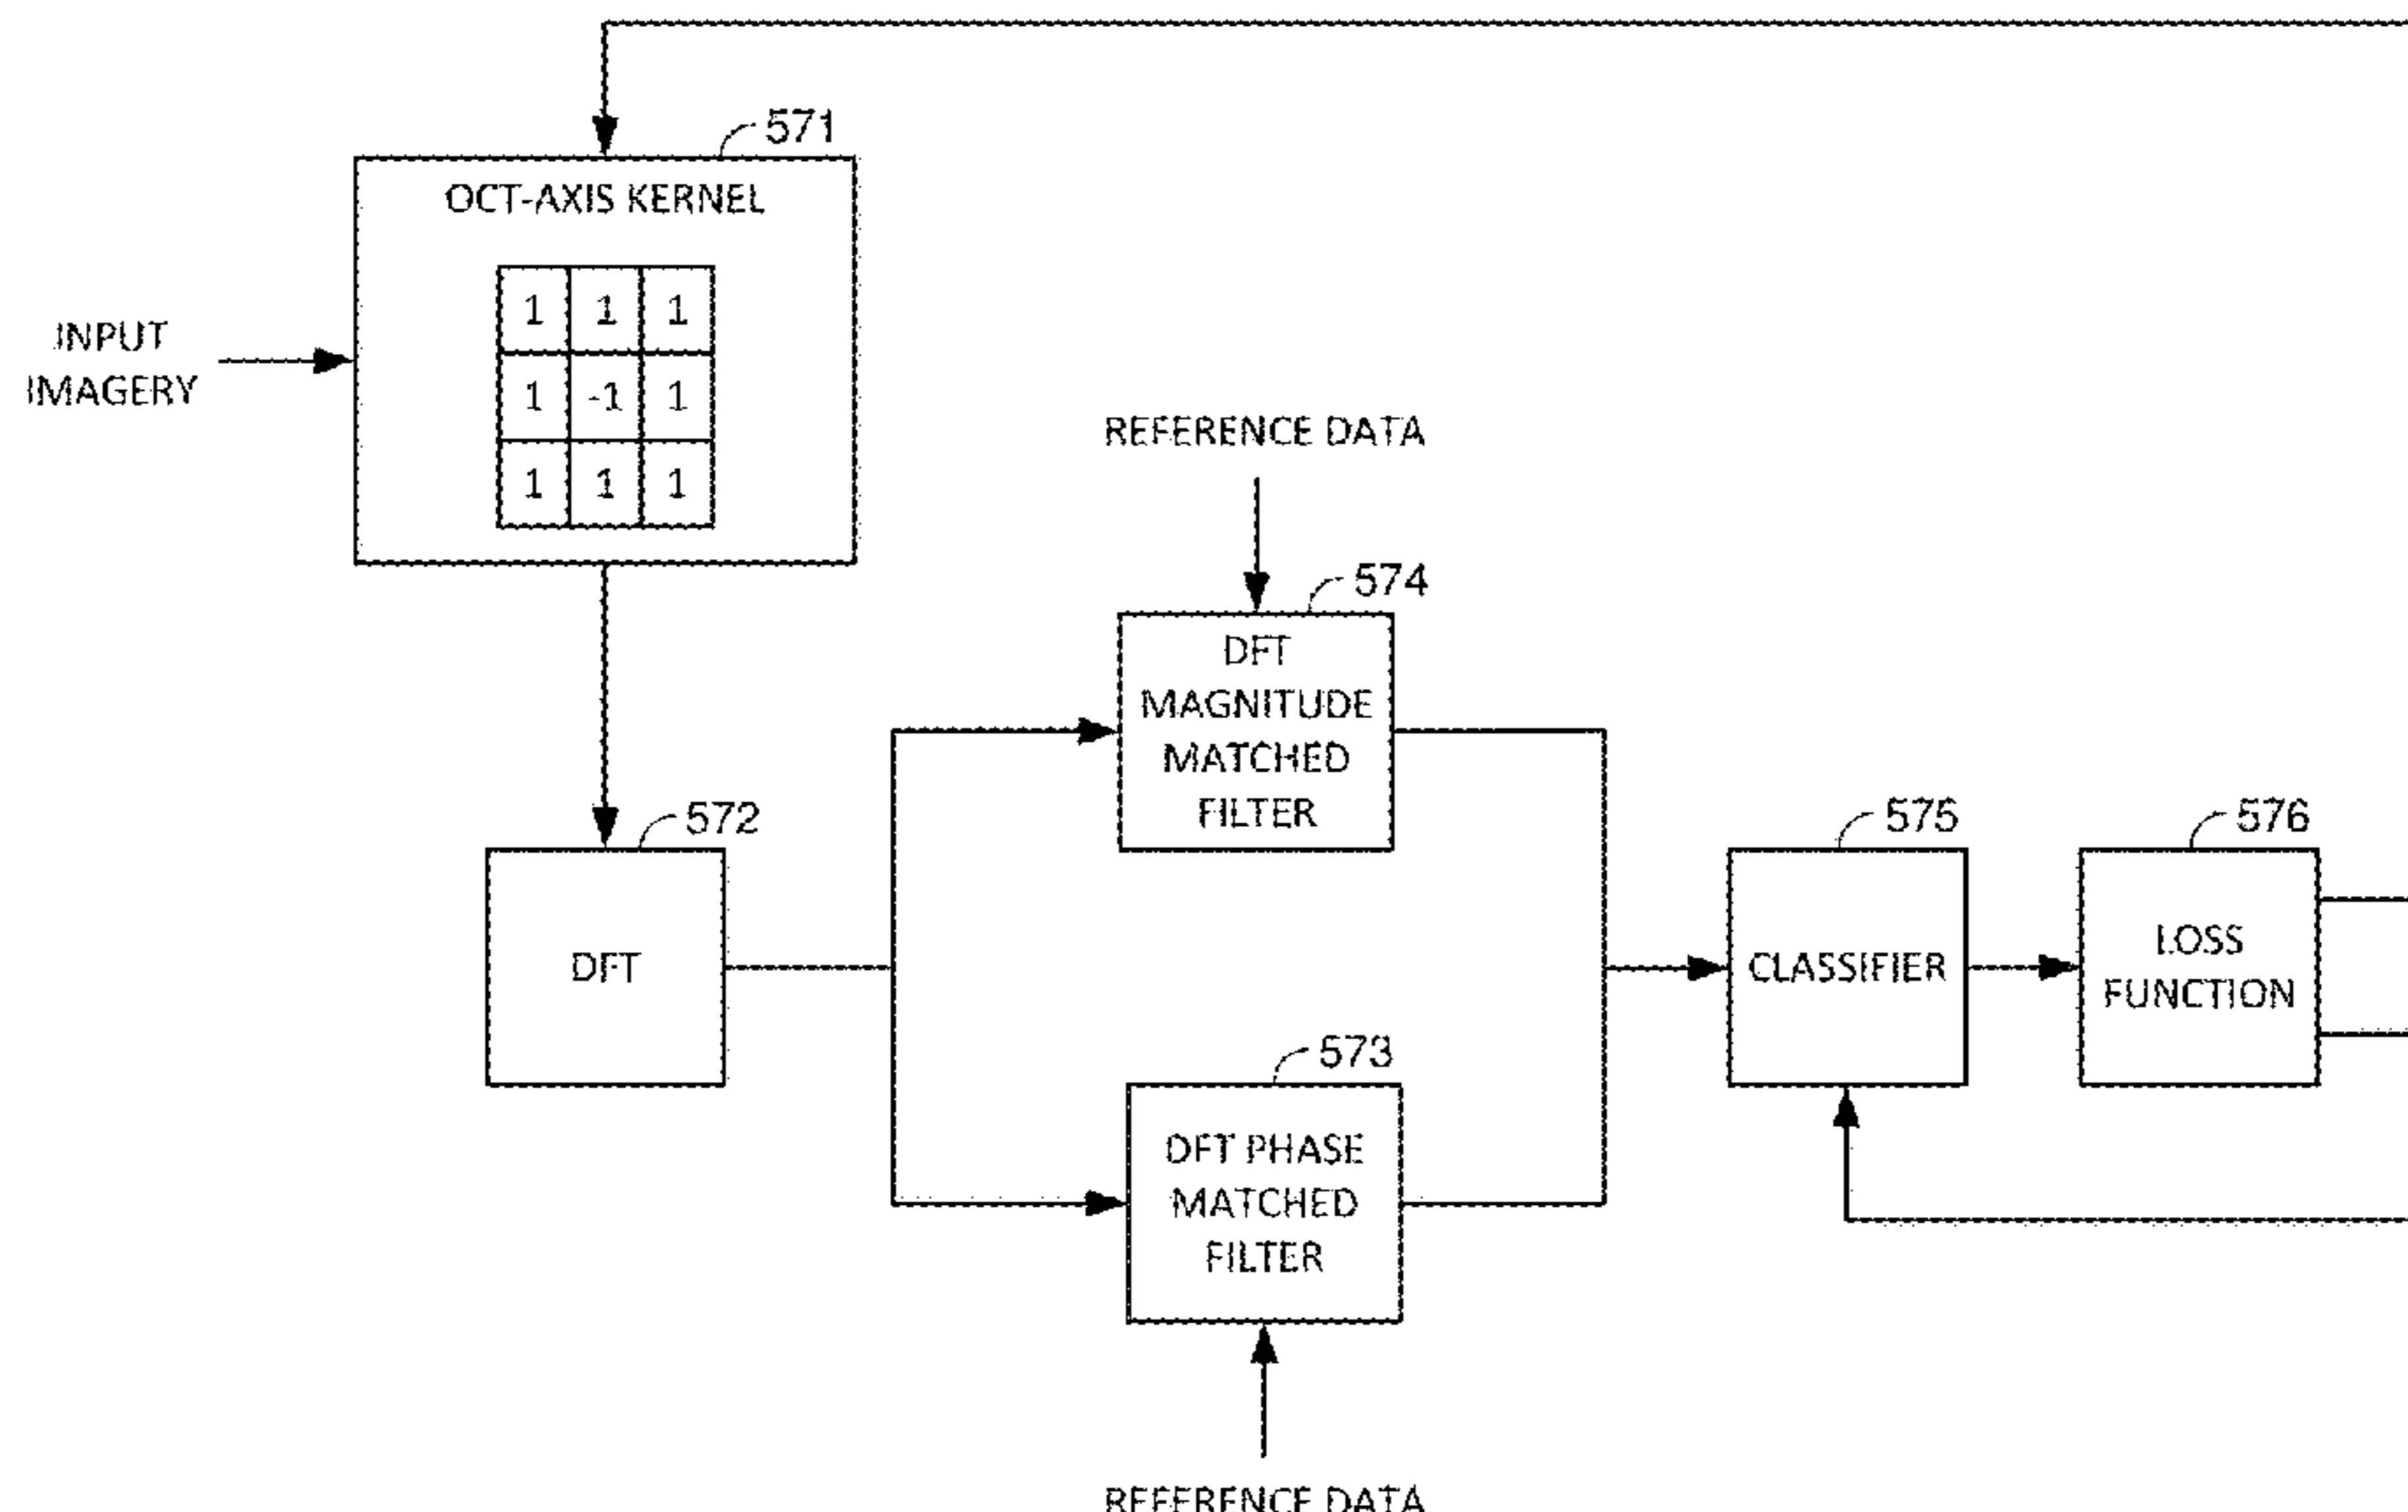 571
OCT-AXIS KERNEL
1 1 1
1 -1 1
1 1 1
INPUT
IMAGERY
REFERENCE DATA
574
DFT
MAGNITUDE
MATCHED
FILTER
572
DFT
573
DFT PHASE
MATCHED
FILTER
REFERENCE DATA
575
CLASSIFIER
576
LOSS
FUNCTION